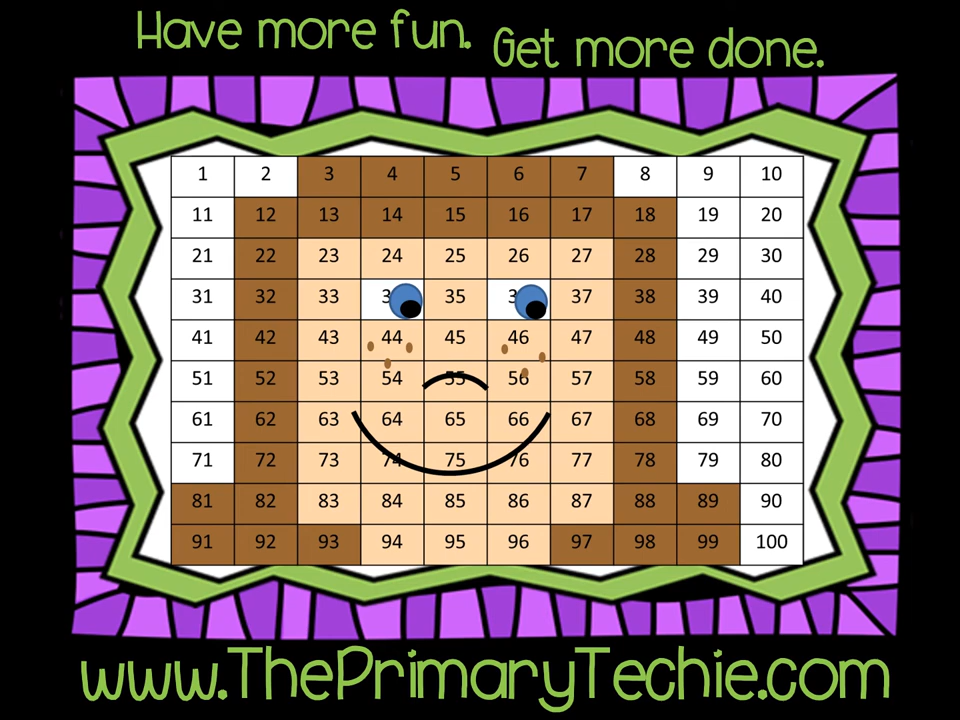 Have more fun. Get more done.
1 2 3 4 5 6 7 8 9 10
11 12 13 14 15 16 17 18 19 20
21 22 23 24 25 26 27 28 29 30
31 32 33 3 35 3 37 38 39 40
41 42 43 44 45 46 47 48 49 50
51 52 53 54 55 56 57 58 59 60
61 62 63 64 65 66 67 68 69 70
71 72 73 74 75 76 77 78 79 80
81 82 83 84 85 86 87 88 89 90
91 92 93 94 95 96 97 98 99 100
www.ThePrimaryTechie.com